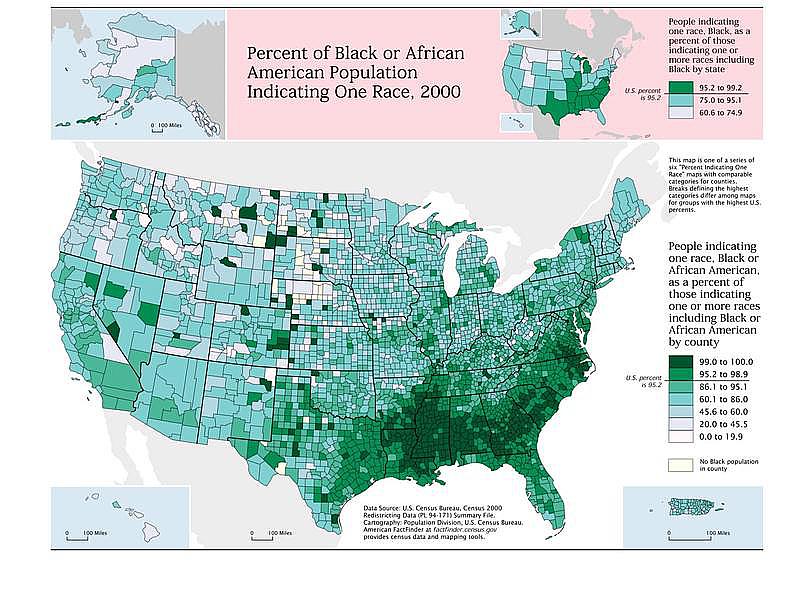 Percent of Black or African
American Population
Indicating One Race, 2000
0 100 Miles
People indicating
one race, Black, as a
percent of those
indicating one or
more races including
Black by state
U.S. percent
is 95.2
95.2 to 99.2
75.0 to 95.1
60.6 to 74.9
This map is one of a series of
six "Percent Indicating One
Race" maps with comparable
categories for counties.
Breaks defining the highest
categories differ among maps
for groups with the highest U.S.
percents.
People indicating
one race, Black or
African American,
as a percent of
those indicating
one or more races
including Black or
African American
by county
U.S. percent
is 95.2
99.0 to 100.0
95.2 to 98.9
86.1 to 95.1
60.1 to 86.0
45.6 to 60.0
20.0 to 45.5
0.0 to 19.9
No Black population
in county
Data Source: U.S. Census Bureau, Census 2000
Redistricting Data (PL 94-171) Summary File.
Cartography: Population Division, U.S. Census Bureau.
American FactFinder at factfinder.census.gov
provides census data and mapping tools.
0 100 Miles
0 100 Miles
0 100 Miles